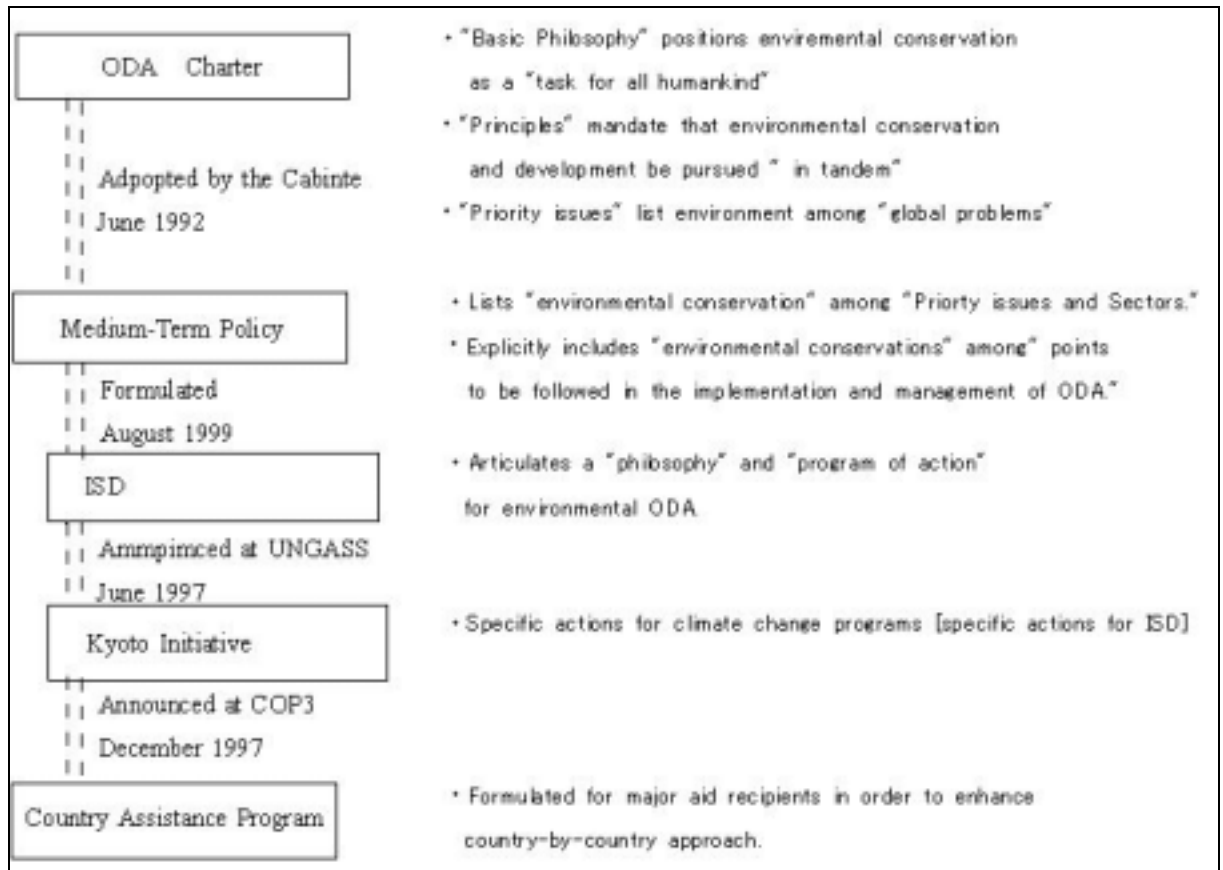 ODA Charter
Adpopted by the Cabinte
June 1992
• "Basic Philosophy" positions enviremental conservation
as a "task for all humankind"
• "Principles" mandate that environmental conservation
and development be pursued " in tandem"
• "Priority issues" list environment among "global problems"
Medium-Term Policy
Formulated
August 1999
• Lists "environmental conservation" among "Priorty issues and Sectors."
• Explicitly includes "environmental conservations" among" points
to be followed in the implementation and management of ODA."
ISD
Ammpimced at UNGASS
June 1997
• Articulates a "philosophy" and "program of action"
for environmental ODA
Kyoto Initiative
Announced at COP3
December 1997
• Specific actions for climate change programs [specific actions for ISD]
Country Assistance Program
• Formulated for major aid recipients in order to enhance
country-by-country approach.